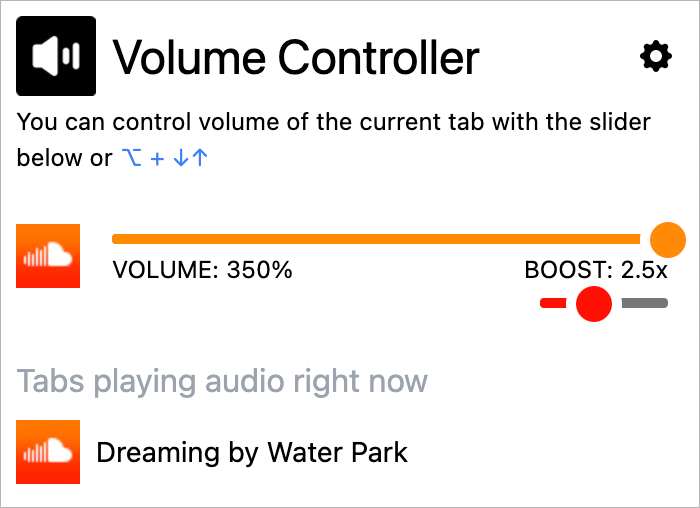 Volume Controller
You can control volume of the current tab with the slider
below or ⌥ + ↓↑
VOLUME: 350% BOOST: 2.5x
Tabs playing audio right now
Dreaming by Water Park